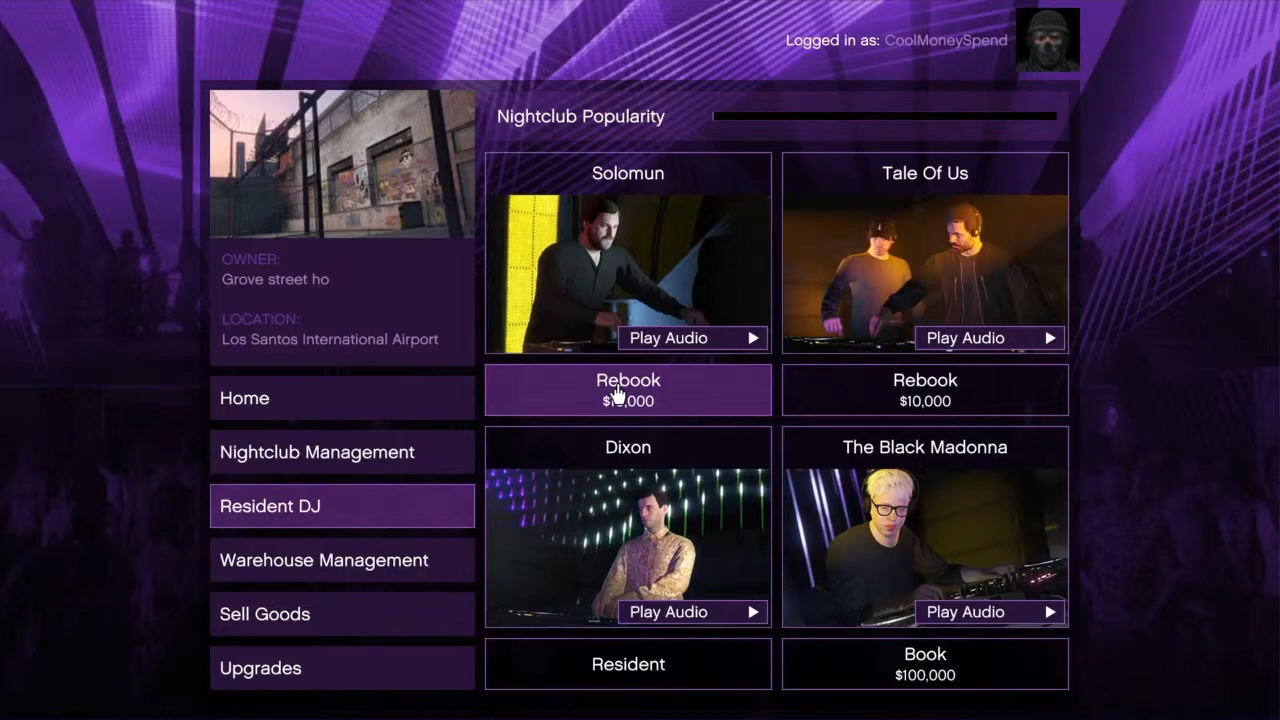 Logged in as: CoolMoneySpend
Nightclub Popularity
OWNER:
Grove street ho
LOCATION:
Los Santos International Airport
Home
Nightclub Management
Resident DJ
Warehouse Management
Sell Goods
Upgrades
Solomun
Play Audio
Rebook
Tale Of Us
Play Audio
Rebook
$10,000
Dixon
Play Audio
Resident
The Black Madonna
Play Audio
Book
$100,000